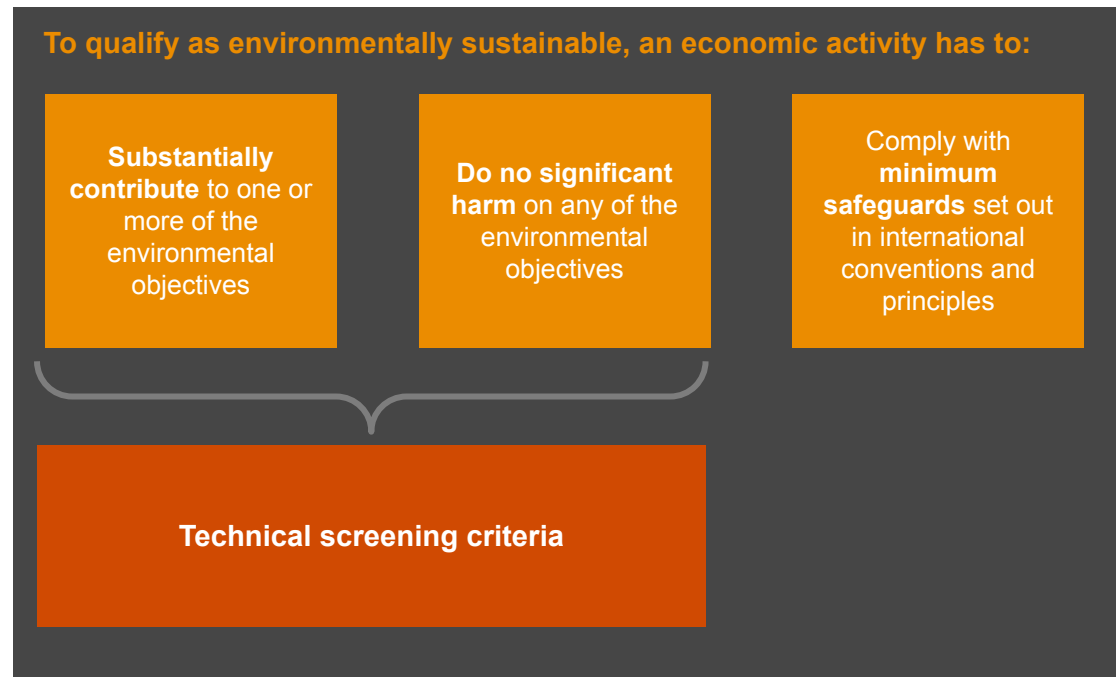 To qualify as environmentally sustainable, an economic activity has to:
Substantially
contribute to one or
more of the
environmental
objectives
Do no significant
harm on any of the
environmental
objectives
Comply with
minimum
safeguards set out
in international
conventions and
principles
Technical screening criteria